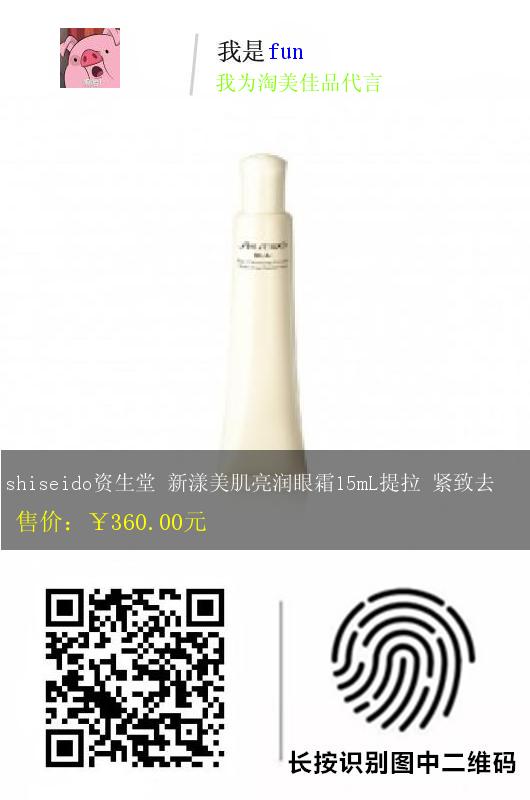 我是fun
我为淘美佳品代言
SHISEIDO
shiseido资生堂 新漾美肌亮润眼霜15mL提拉 紧致去
售价：￥360.00元
长按识别图中二维码